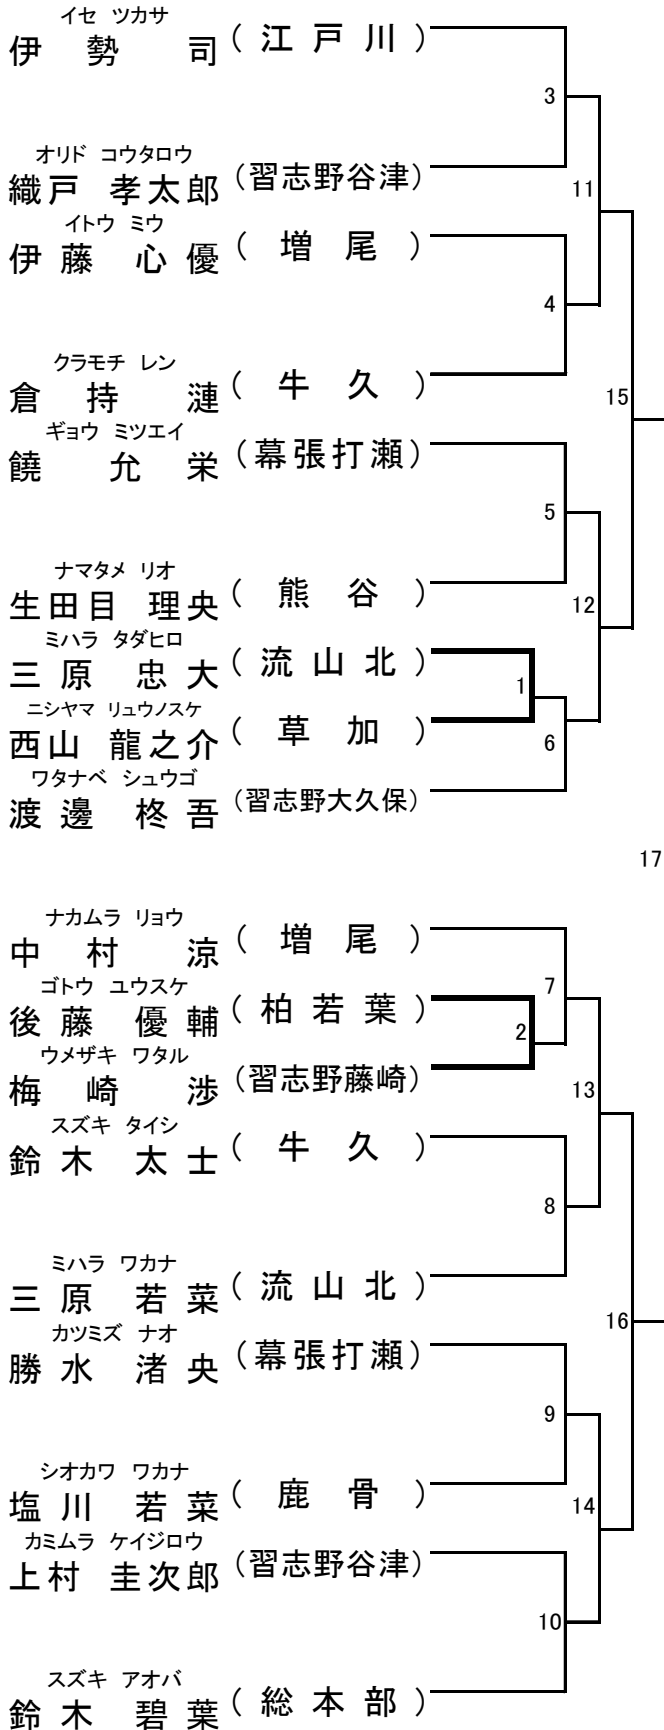 イセ ツカサ
伊勢司（江戸川）
3
オリド コウタロウ
織戸 孝太郎（習志野谷津）
11
イトウ ミウ
伊藤 心優（増尾）
4
クラモチ レン
倉持 漣（牛久）
15
ギョウ ミツエイ
饒 允栄（幕張打瀬）
5
ナマタメ リオ
生田目 理央（熊谷）
12
ミハラ タダヒロ
三原 忠大（流山北）
1
ニシヤマ リュウノスケ
西山 龍之介（草加）
6
ワタナベ シュウゴ
渡邊 柊吾（習志野大久保）
17
ナカムラ リョウ
中村 涼（増尾）
7
ゴトウ ユウスケ
後藤 優輔（柏若葉）
2
ウメザキ ワタル
梅崎 渉（習志野藤崎）
13
スズキ タイシ
鈴木 太士（牛久）
8
ミハラ ワカナ
三原 若菜（流山北）
16
カツミズ ナオ
勝水 渚央（幕張打瀬）
9
シオカワ ワカナ
塩川 若菜（鹿骨）
14
カミムラ ケイジロウ
上村 圭次郎（習志野谷津）
10
スズキ アオバ
鈴木 碧葉（総本部）